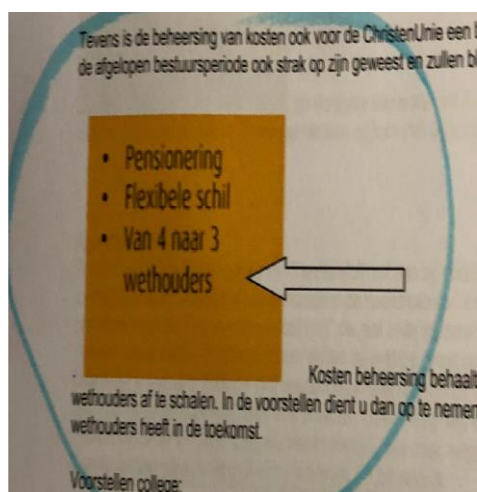 Tevens is de beheersing van kosten ook voor de ChristenUnie een
de afgelopen bestuursperiode ook strak op zijn geweest en zullen
• Pensionering
• Flexibele schil
• Van 4 naar 3
wethouders
. Kosten beheersing behaalt
wethouders af te schalen. In de voorstellen dient u dan op te nemen
wethouders heeft in de toekomst.
Voorstellen college: